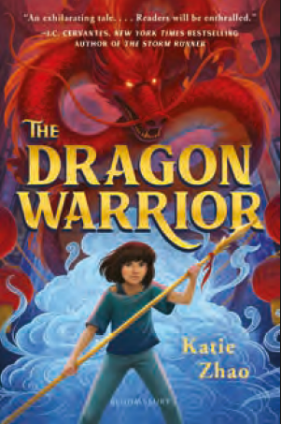 "An exhilarating tale. . . . Readers will be enthralled."
—J.C. CERVANTES, NEW YORK TIMES BESTSELLING
AUTHOR OF THE STORM RUNNER
THE
DRAGON
WARRIOR
Katie
Zhao
BLOOMSBURY